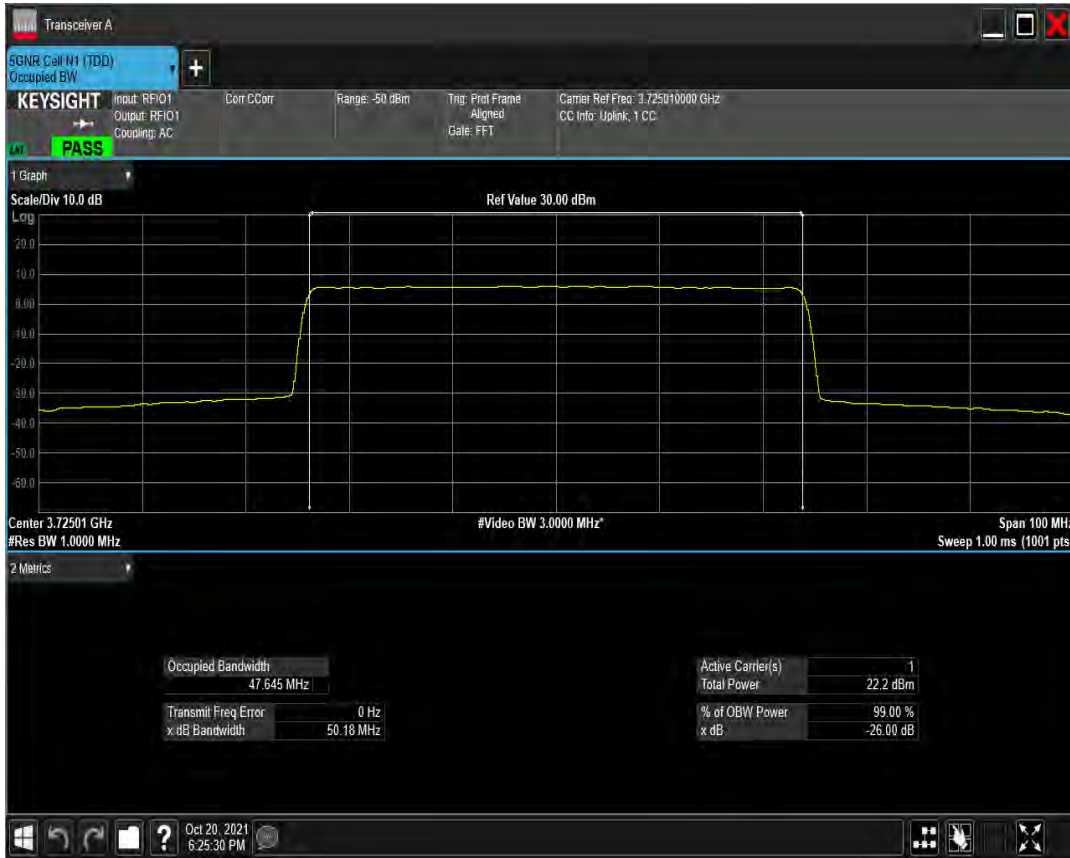 Transceiver A
5GNR Cell N1 (TDD)
Occupied BW
+
KEYSIGHT
Input: RFIO1
Output: RFIO1
Coupling: AC
Corr CCorr
Range: -50 dBm
Trig: Prot Frame
Aligned
Gate: FFT
Carrier Ref Freq: 3.725010000 GHz
CC Info: Uplink, 1 CC
PASS
1 Graph
Scale/Div 10.0 dB
Ref Value 30.00 dBm
Log
20.0
10.0
0.00
-10.0
-20.0
-30.0
-40.0
-50.0
-60.0
Center 3.72501 GHz
#Video BW 3.0000 MHz*
Span 100 MHz
#Res BW 1.0000 MHz
Sweep 1.00 ms (1001 pts
2 Metrics
Occupied Bandwidth
47.645 MHz
Transmit Freq Error 0 Hz
x dB Bandwidth 50.18 MHz
Active Carrier(s) 1
Total Power 22.2 dBm
% of OBW Power 99.00 %
x dB -26.00 dB
?
Oct 20, 2021
6:25:30 PM